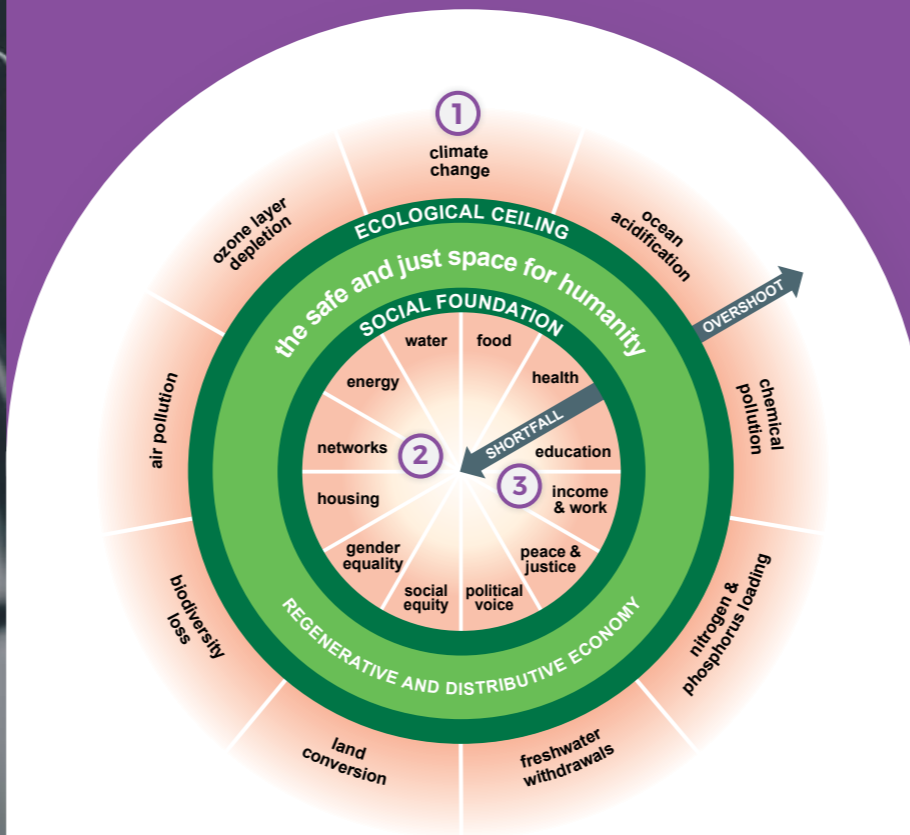 1
climate
change
ozone layer
depletion
ocean
acidification
ECOLOGICAL CEILING
the safe and just space for humanity
SOCIAL FOUNDATION
OVERSHOOT
water
food
energy
health
air pollution
chemical
pollution
SHORTFALL
networks
2
education
3
housing
income
& work
gender
equality
peace &
justice
social
equity
political
voice
biodiversity
loss
nitrogen &
phosphorus loading
REGENERATIVE AND DISTRIBUTIVE ECONOMY
land
conversion
freshwater
withdrawals